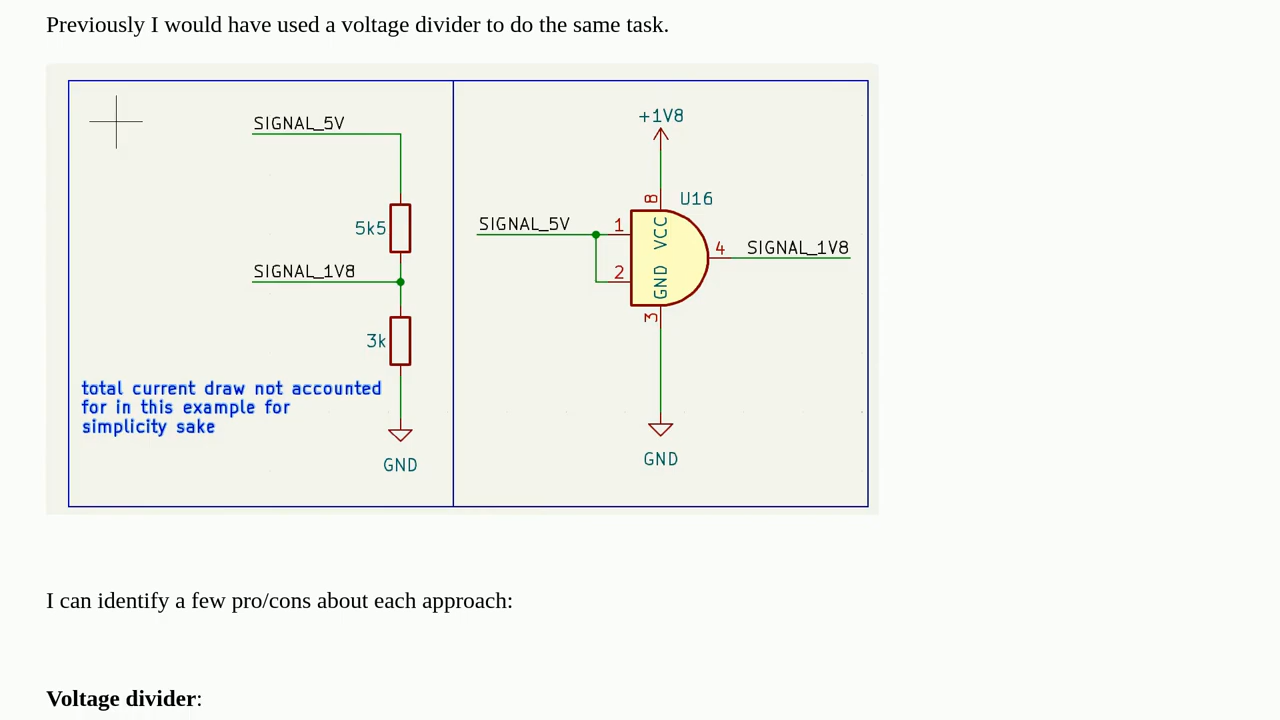 Previously I would have used a voltage divider to do the same task.
SIGNAL_5V
5k5
SIGNAL_1V8
3k
total current draw not accounted
for in this example for
simplicity sake
GND
+1V8
8
U16
SIGNAL_5V
1
VCC
4
SIGNAL_1V8
2
GND
3
GND
I can identify a few pro/cons about each approach:
Voltage divider: